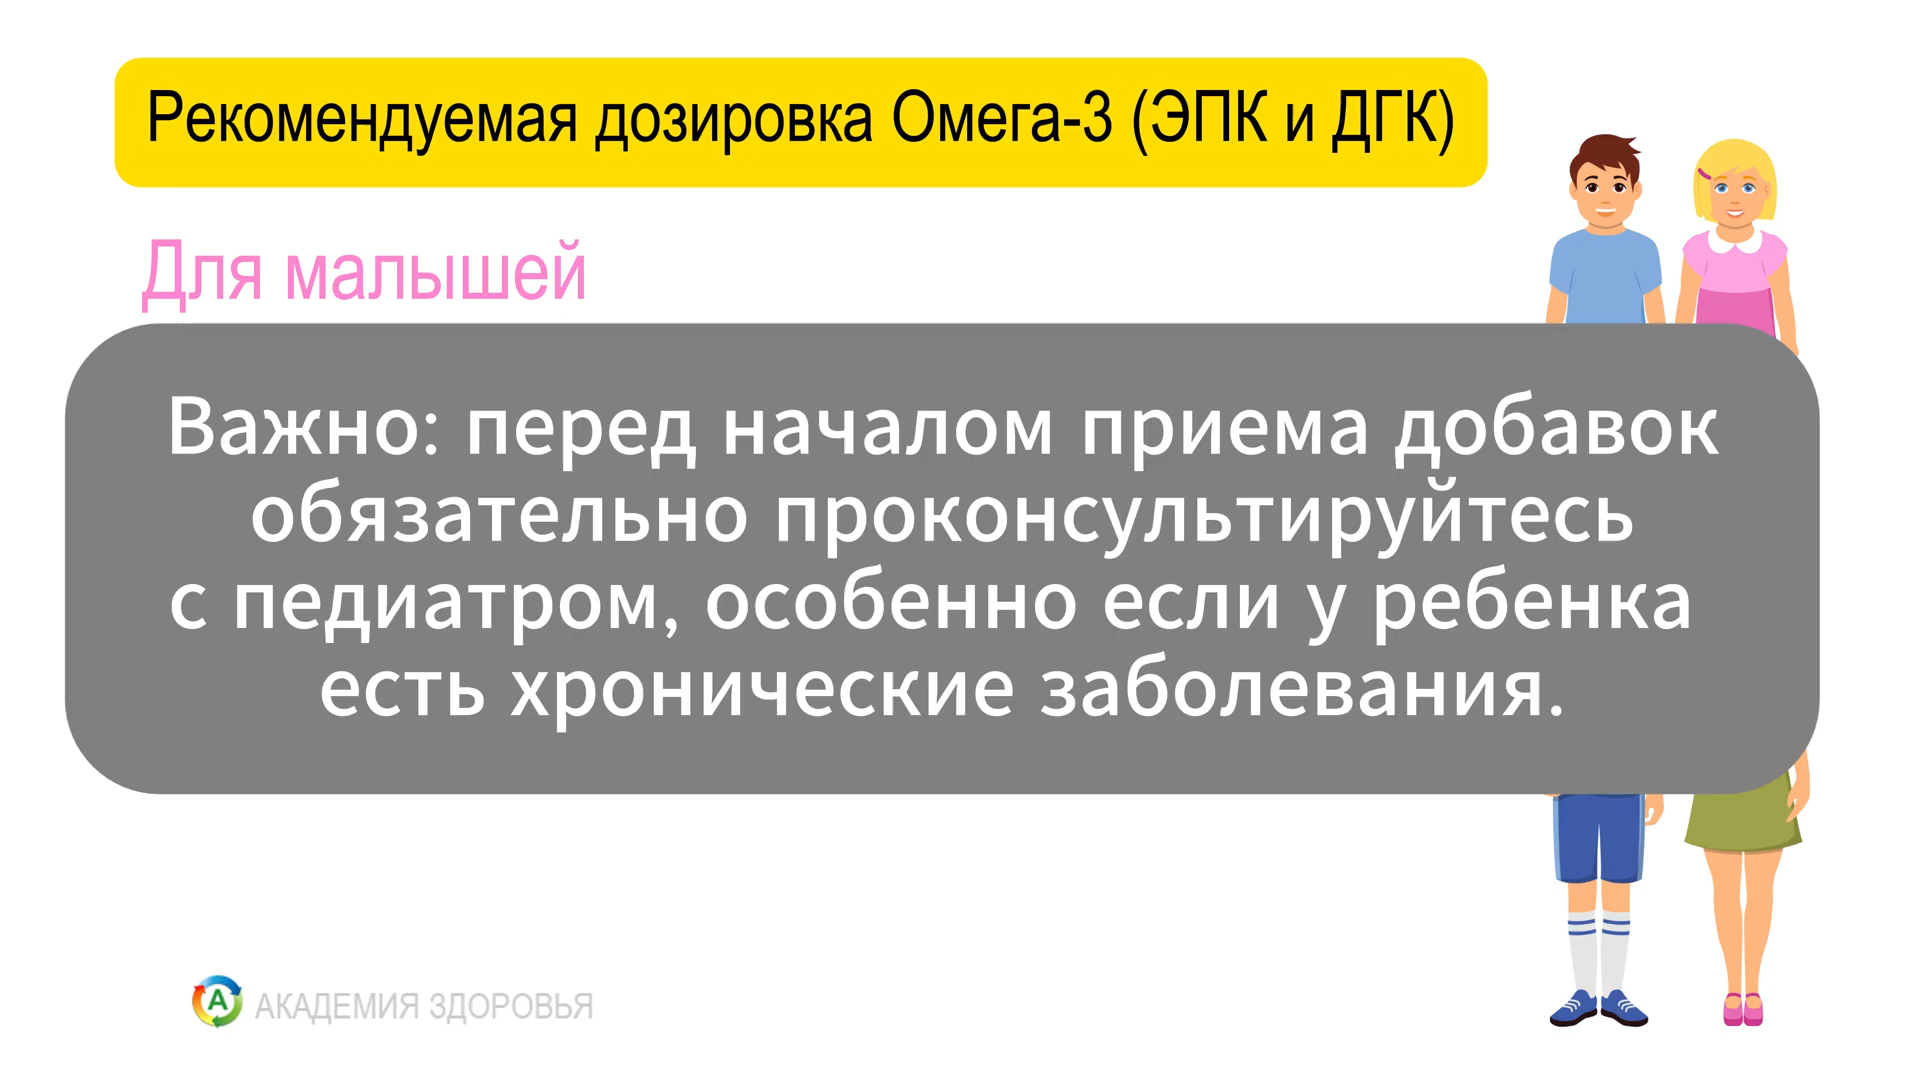 Рекомендуемая дозировка Омега-3 (ЭПК и ДГК)
Для малышей
Важно: перед началом приема добавок
обязательно проконсультируйтесь
с педиатром, особенно если у ребенка
есть хронические заболевания.
А АКАДЕМИЯ ЗДОРОВЬЯ